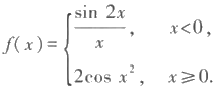 f(x)={ sin 2x / x, x<0,
2cos x², x≥0.